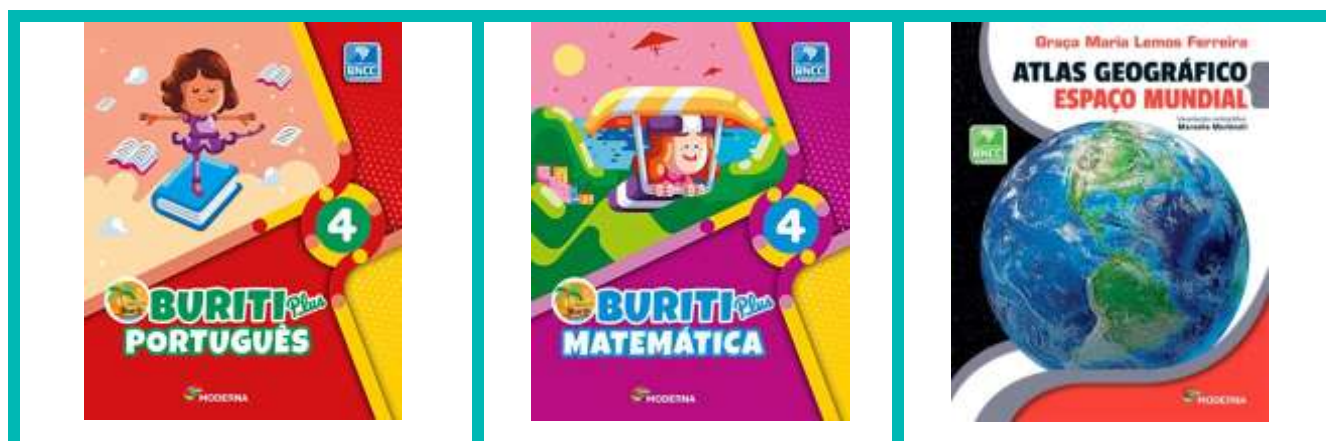 BNCC
4
BURITI Plus
PORTUGUÊS
MODERNA
BNCC
4
BURITI Plus
MATEMÁTICA
MODERNA
Graça Maria Lemos Ferreira
ATLAS GEOGRÁFICO
ESPAÇO MUNDIAL
Marcello Martinelli
BNCC
MODERNA